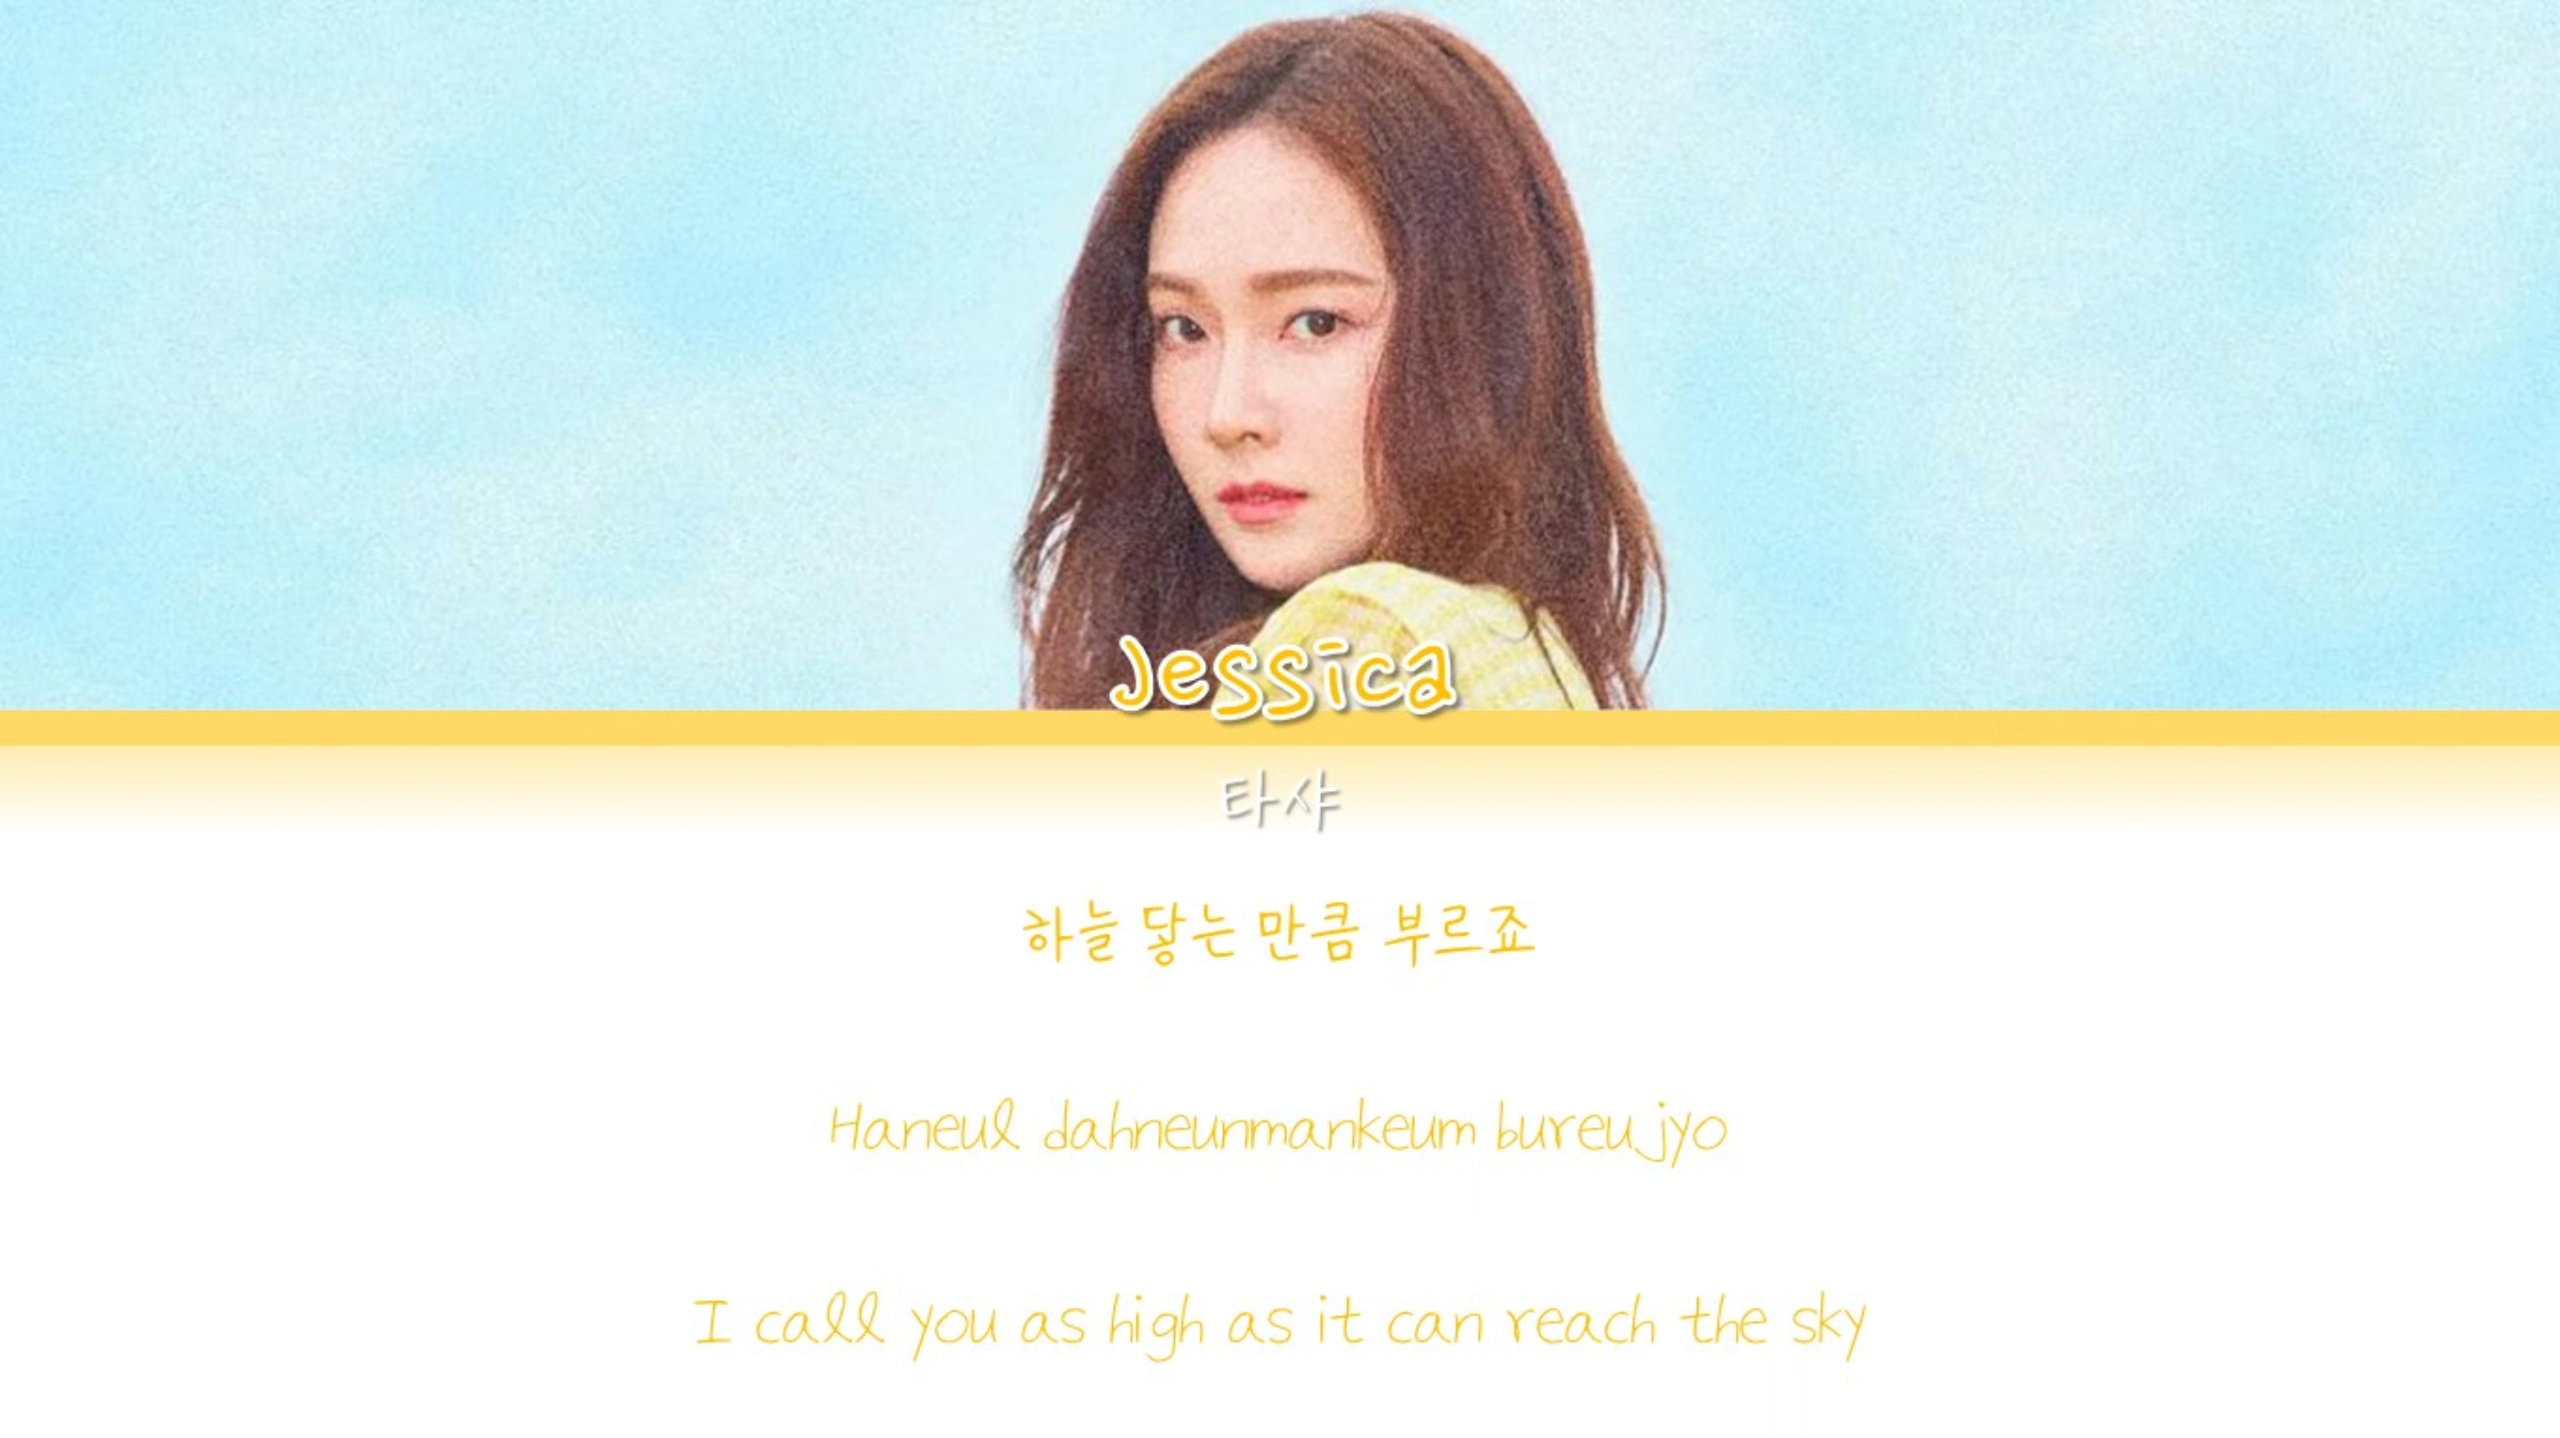 Jessica
타샤
하늘 닿는 만큼 부르죠
Haneul dahneunmankeum bureujyo
I call you as high as it can reach the sky